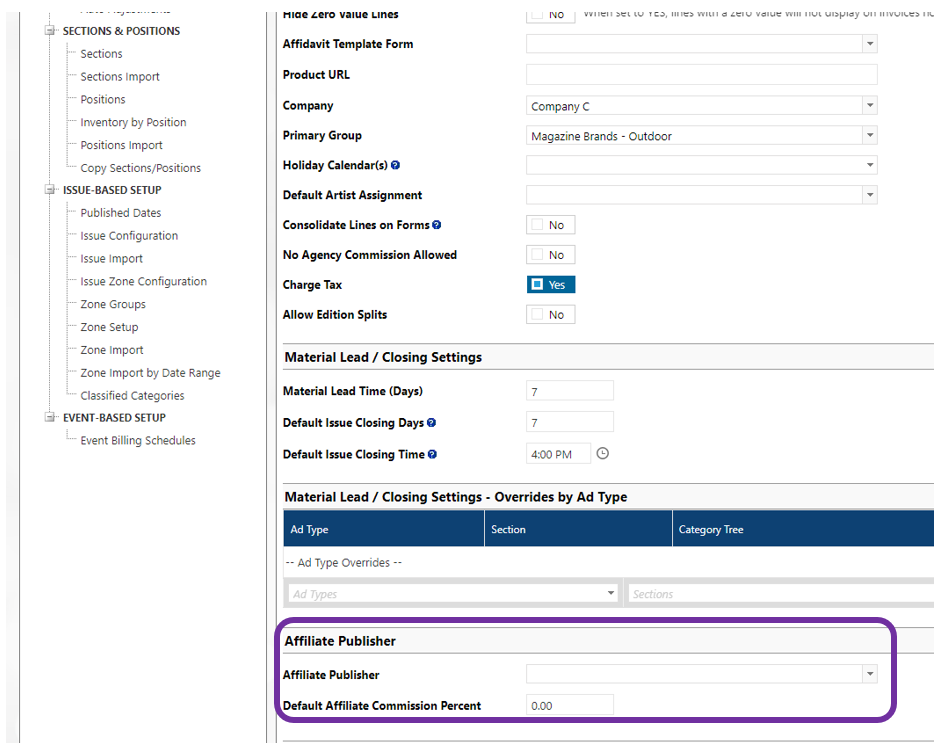 Auto Adjustments
SECTIONS & POSITIONS
Sections
Sections Import
Positions
Inventory by Position
Positions Import
Copy Sections/Positions
ISSUE-BASED SETUP
Published Dates
Issue Configuration
Issue Import
Issue Zone Configuration
Zone Groups
Zone Setup
Zone Import
Zone Import by Date Range
Classified Categories
EVENT-BASED SETUP
Event Billing Schedules
Hide Zero Value Lines No When set to YES, lines with a zero value will not display on invoices
Affidavit Template Form
Product URL
Company Company C
Primary Group Magazine Brands - Outdoor
Holiday Calendar(s) ?
Default Artist Assignment
Consolidate Lines on Forms ? No
No Agency Commission Allowed No
Charge Tax Yes
Allow Edition Splits No
Material Lead / Closing Settings
Material Lead Time (Days) 7
Default Issue Closing Days ? 7
Default Issue Closing Time ? 4:00 PM
Material Lead / Closing Settings - Overrides by Ad Type
Ad Type Section Category Tree
-- Ad Type Overrides --
Ad Types Sections
Affiliate Publisher
Affiliate Publisher
Default Affiliate Commission Percent 0.00